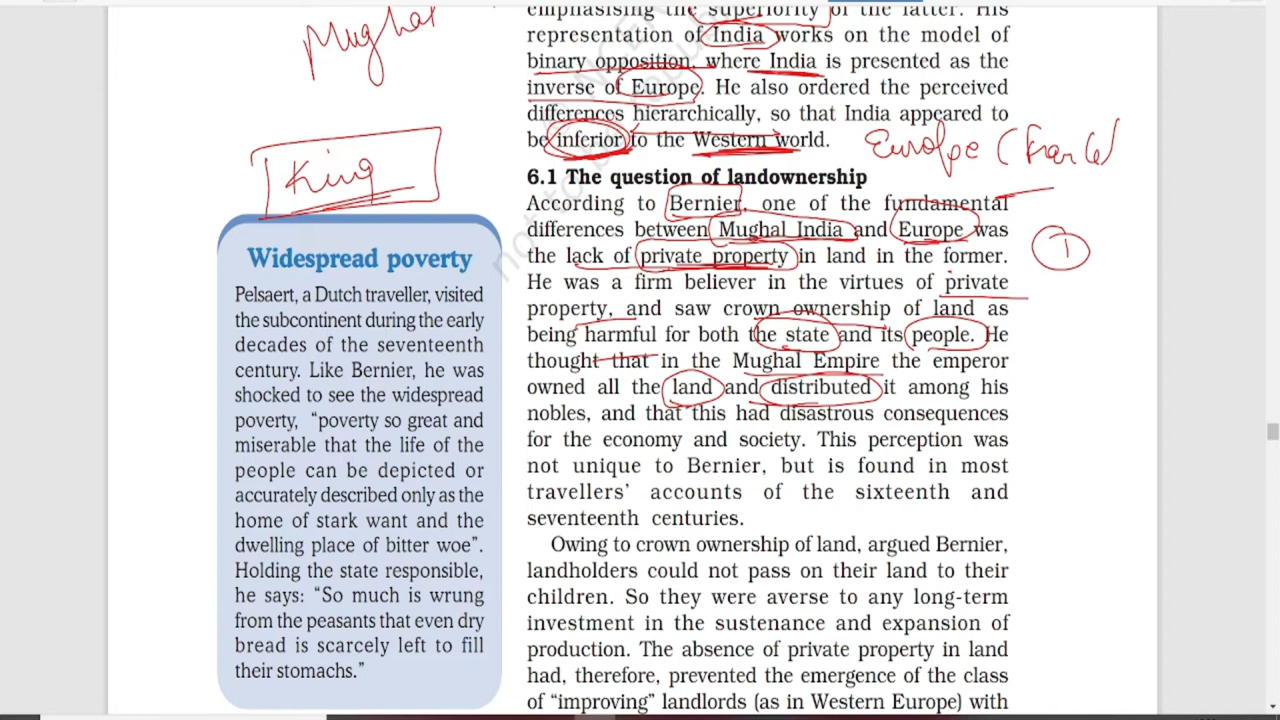 Mughal
King
Widespread poverty
Pelsaert, a Dutch traveller, visited
the subcontinent during the early
decades of the seventeenth
century. Like Bernier, he was
shocked to see the widespread
poverty, “poverty so great and
miserable that the life of the
people can be depicted or
accurately described only as the
home of stark want and the
dwelling place of bitter woe”.
Holding the state responsible,
he says: “So much is wrung
from the peasants that even dry
bread is scarcely left to fill
their stomachs.”
emphasising the superiority of the latter. His
representation of India works on the model of
binary opposition, where India is presented as the
inverse of Europe. He also ordered the perceived
differences hierarchically, so that India appeared to
be inferior to the Western world.
Europe (
6.1 The question of landownership
According to Bernier, one of the fundamental
differences between Mughal India and Europe was
the lack of private property in land in the former.
He was a firm believer in the virtues of private
property, and saw crown ownership of land as
being harmful for both the state and its people. He
thought that in the Mughal Empire the emperor
owned all the land and distributed it among his
nobles, and that this had disastrous consequences
for the economy and society. This perception was
not unique to Bernier, but is found in most
travellers’ accounts of the sixteenth and
seventeenth centuries.
Owing to crown ownership of land, argued Bernier,
landholders could not pass on their land to their
children. So they were averse to any long-term
investment in the sustenance and expansion of
production. The absence of private property in land
had, therefore, prevented the emergence of the class
of “improving” landlords (as in Western Europe) with